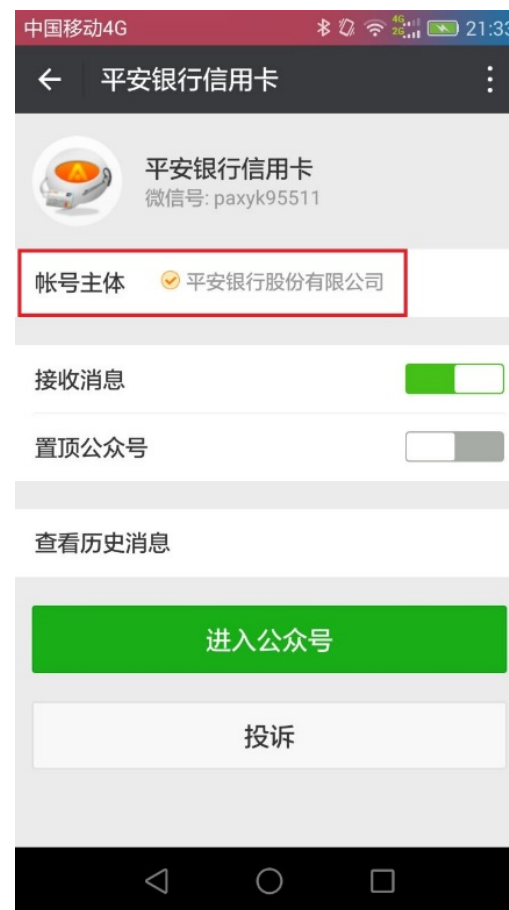 中国移动4G 4G 2G 21:33
平安银行信用卡
平安银行信用卡
微信号: paxyk95511
帐号主体 平安银行股份有限公司
接收消息
置顶公众号
查看历史消息
进入公众号
投诉